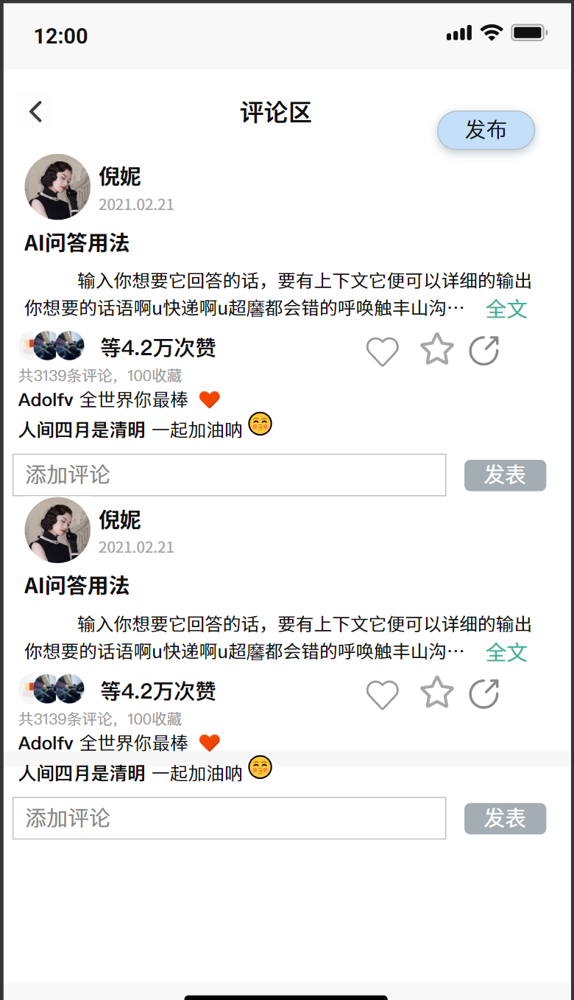 12:00
评论区
发布
倪妮
2021.02.21
AI问答用法
输入你想要它回答的话，要有上下文它便可以详细的输出
你想要的话语啊u快递啊u超麐都会错的呼唤触丰山沟… 全文
等4.2万次赞
共3139条评论，100收藏
Adolfv 全世界你最棒
人间四月是清明 一起加油呐
添加评论 发表
倪妮
2021.02.21
AI问答用法
输入你想要它回答的话，要有上下文它便可以详细的输出
你想要的话语啊u快递啊u超麐都会错的呼唤触丰山沟… 全文
等4.2万次赞
共3139条评论，100收藏
Adolfv 全世界你最棒
人间四月是清明 一起加油呐
添加评论 发表